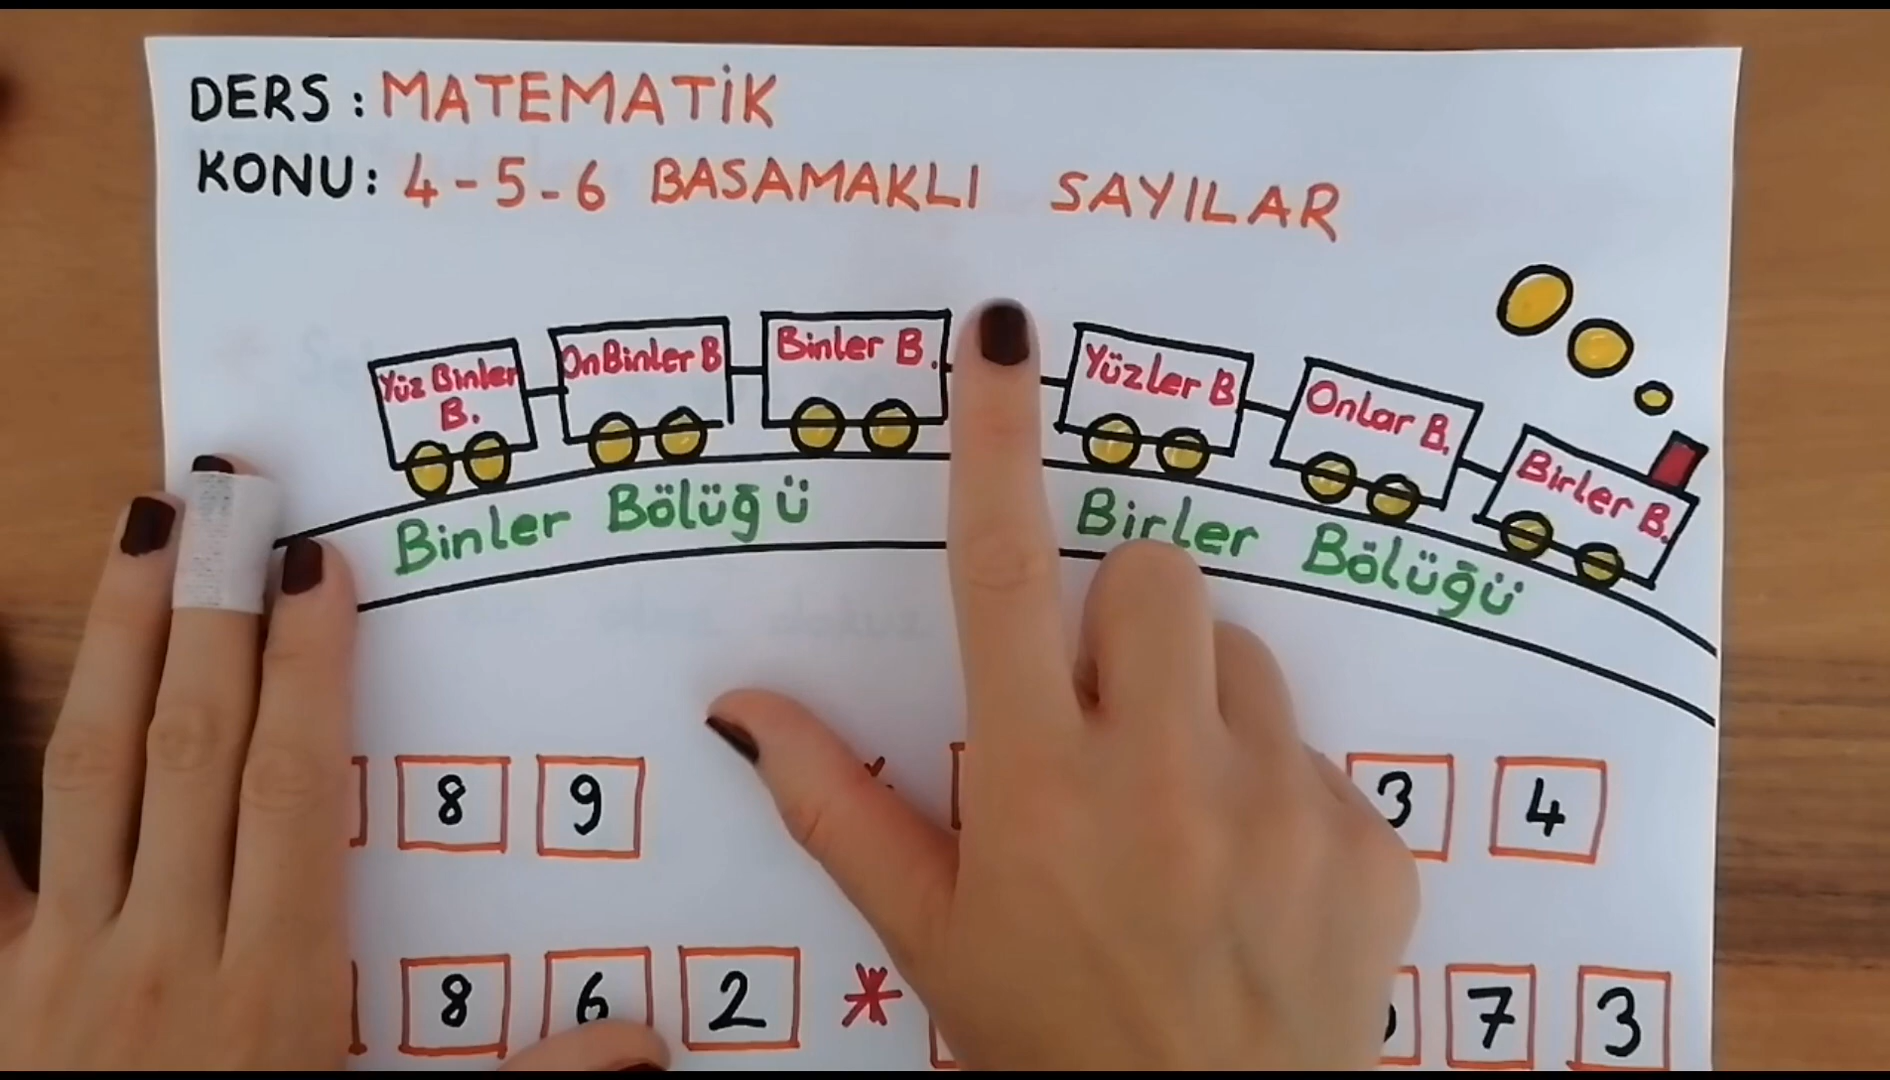 DERS : MATEMATİK
KONU: 4-5-6 BASAMAKLI SAYILAR
Yüz Binler B. OnBinler B Binler B. Yüzler B. Onlar B. Birler B.
Binler Bölüğü Birler Bölüğü
8 9 3 4
8 6 2 * 7 3